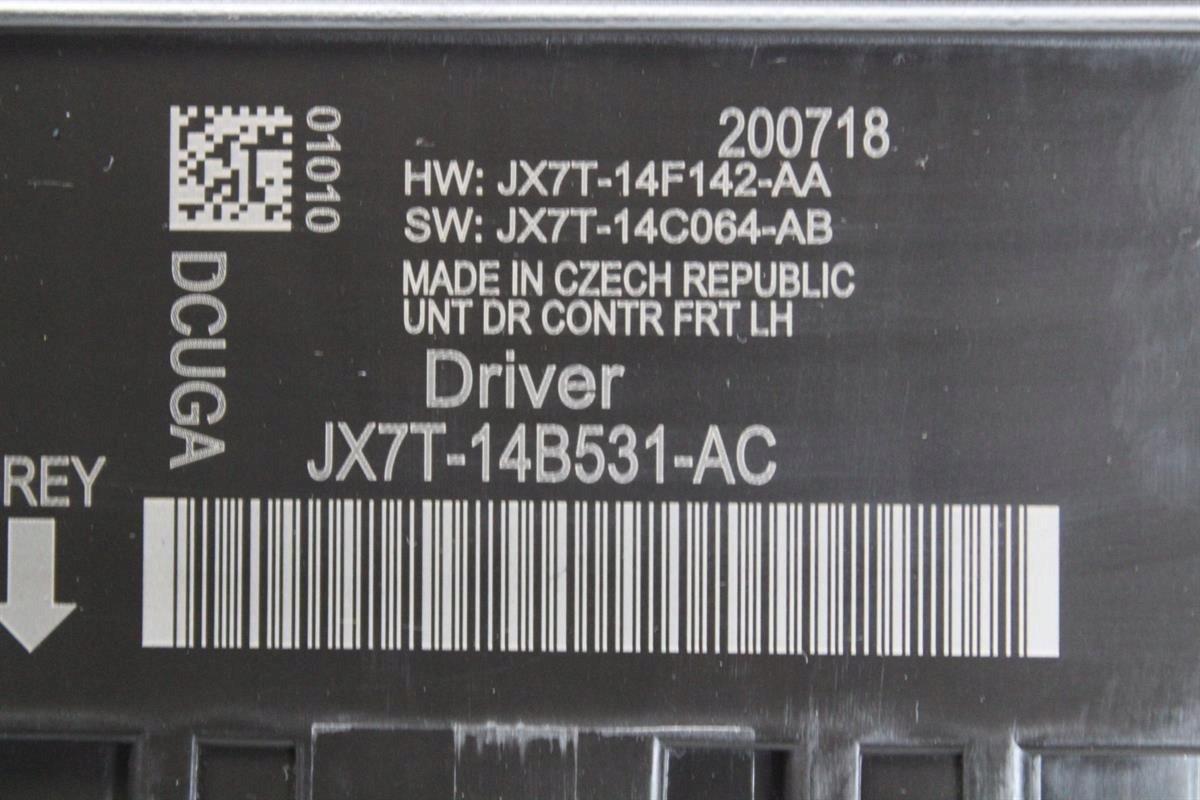 01010
200718
HW: JX7T-14F142-AA
SW: JX7T-14C064-AB
MADE IN CZECH REPUBLIC
UNT DR CONTR FRT LH
DCUGA
Driver
JX7T-14B531-AC
REY